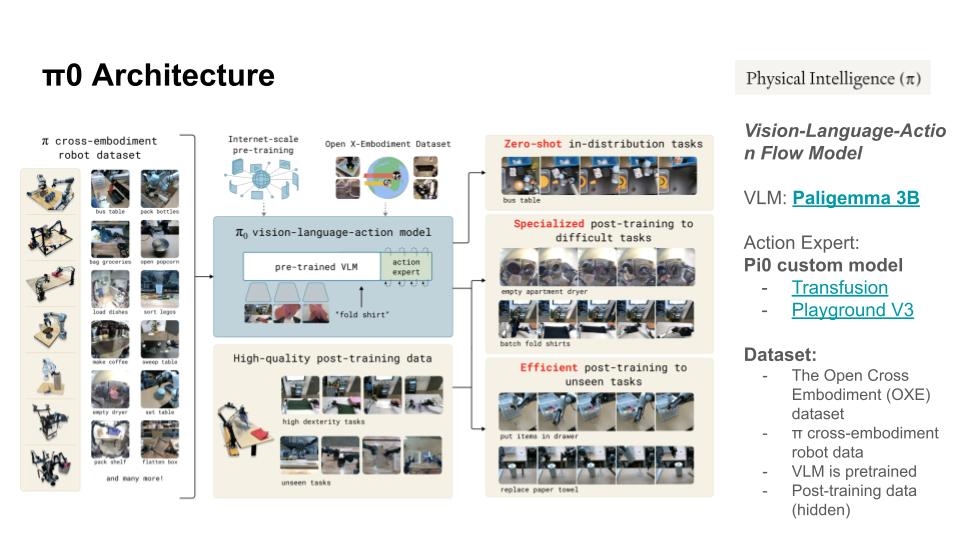 π0 Architecture
Physical Intelligence (π)
π cross-embodiment
robot dataset
bus table
pack bottles
bag groceries
open popcorn
load dishes
sort legos
make coffee
sweep table
empty dryer
set table
pack shelf
flatten box
and many more!
Internet-scale
pre-training
Open X-Embodiment Dataset
π0 vision-language-action model
pre-trained VLM
action
expert
"fold shirt"
High-quality post-training data
high dexterity tasks
unseen tasks
Zero-shot in-distribution tasks
bus table
Specialized post-training to
difficult tasks
empty apartment dryer
batch fold shirts
Efficient post-training to
unseen tasks
put items in drawer
replace paper towel
Vision-Language-Actio
n Flow Model
VLM: Paligemma 3B
Action Expert:
Pi0 custom model
- Transfusion
- Playground V3
Dataset:
- The Open Cross
Embodiment (OXE)
dataset
- π cross-embodiment
robot data
- VLM is pretrained
- Post-training data
(hidden)